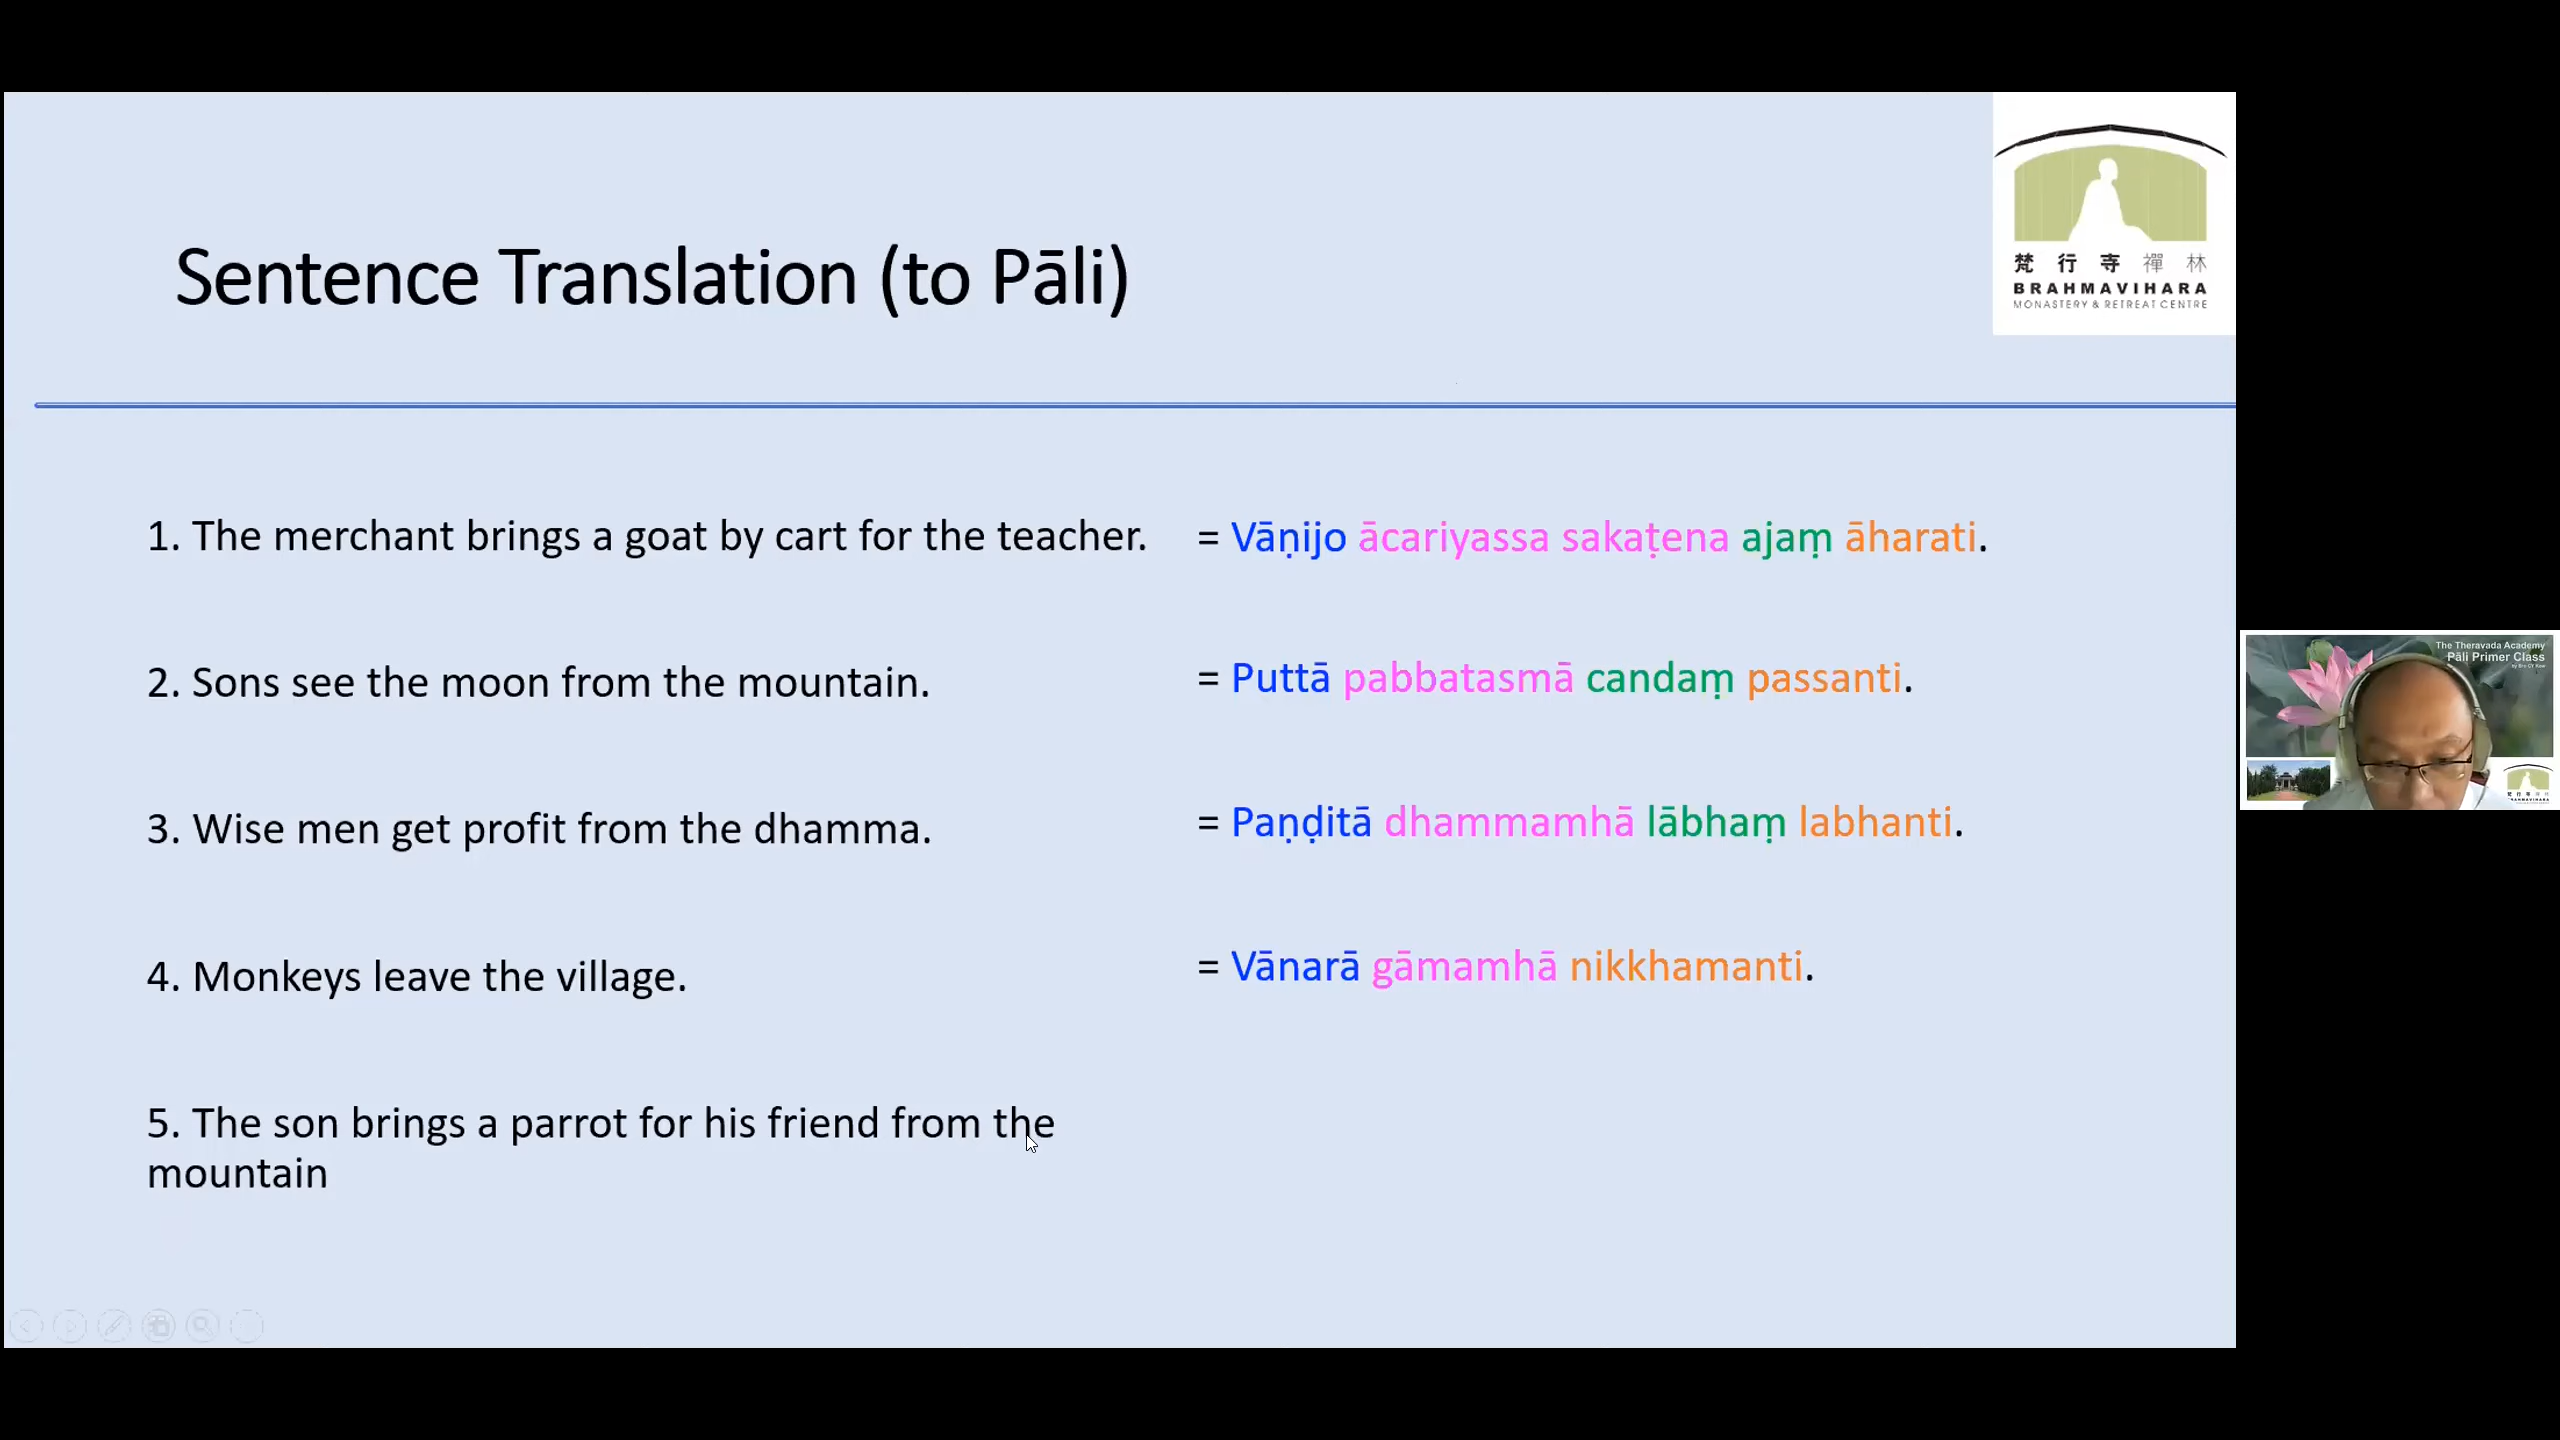 Sentence Translation (to Pāli)
梵行寺禪林
BRAHMAVIHARA
MONASTERY & RETREAT CENTRE
1. The merchant brings a goat by cart for the teacher.
= Vāṇijo ācariyassa sakaṭena ajaṃ āharati.
2. Sons see the moon from the mountain.
= Puttā pabbatasmā candaṃ passanti.
3. Wise men get profit from the dhamma.
= Paṇḍitā dhammamhā lābhaṃ labhanti.
4. Monkeys leave the village.
= Vānarā gāmamhā nikkhamanti.
5. The son brings a parrot for his friend from the
mountain
The Theravada Academy
Pāli Primer Class